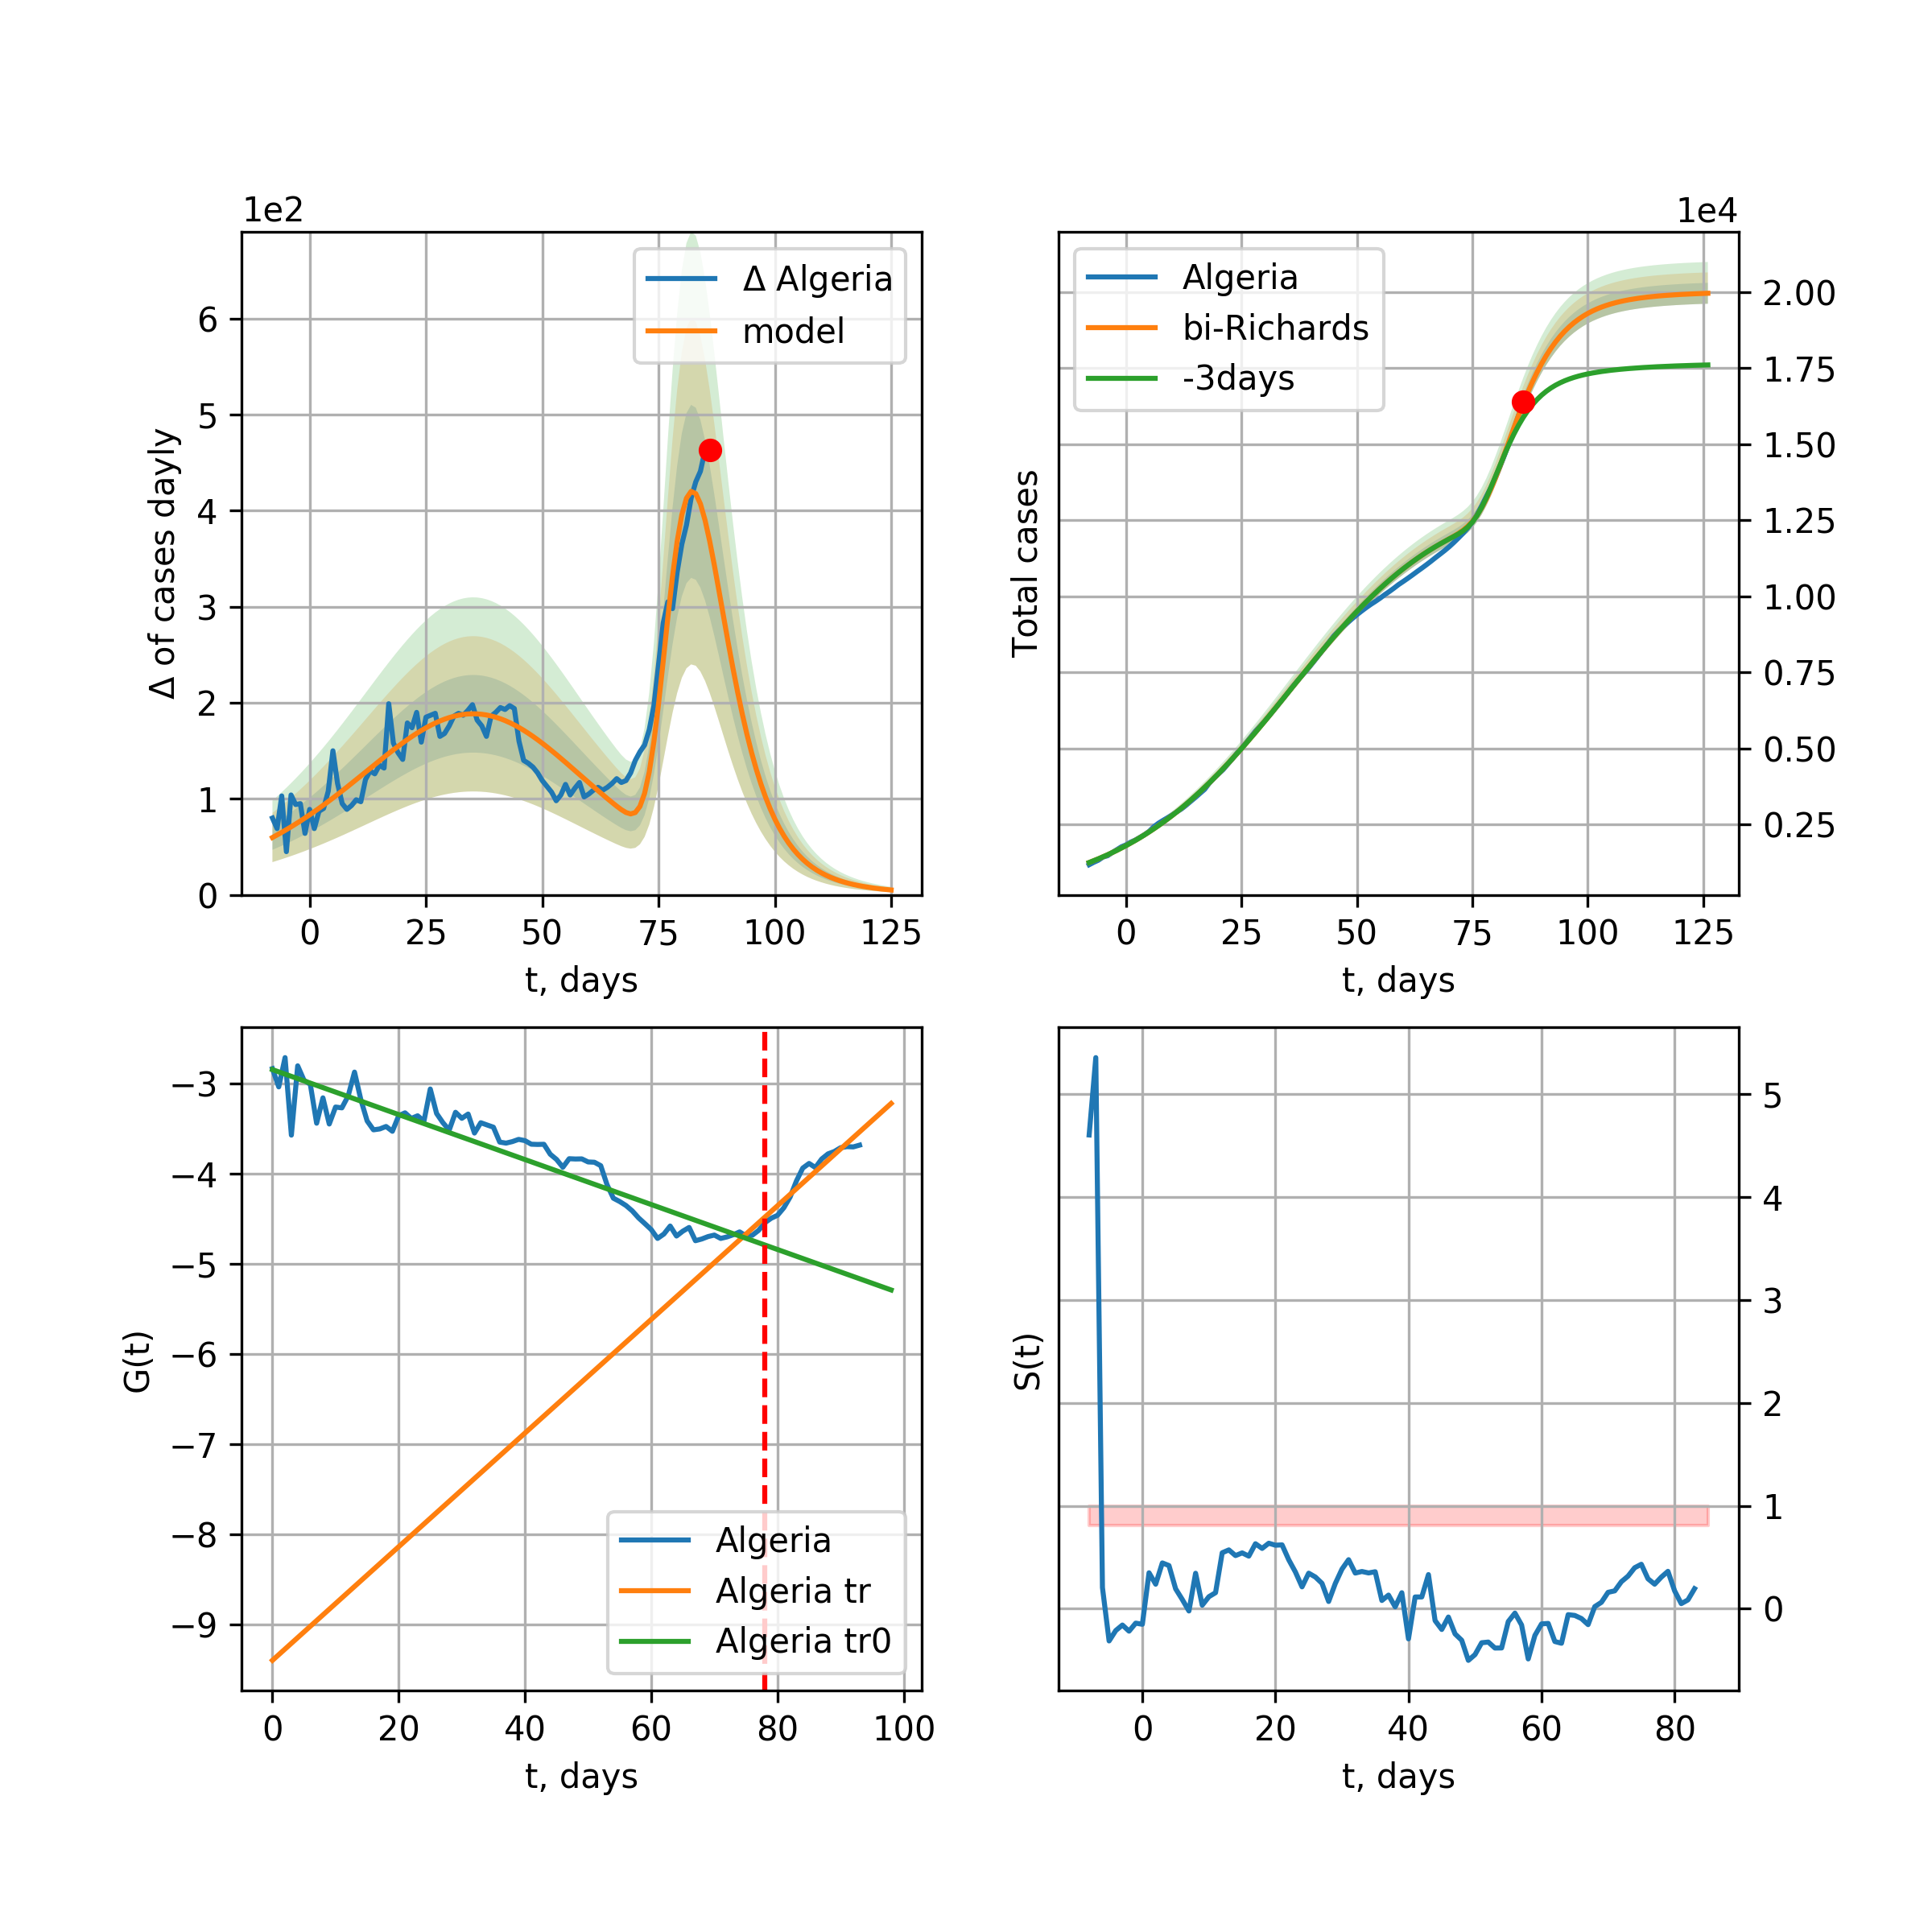 1e2
Δ Algeria
model
6
5
4
3
2
1
0
Δ of cases dayly
0 25 50 75 100 125
t, days
1e4
Algeria
bi-Richards
-3days
2.00
1.75
1.50
1.25
1.00
0.75
0.50
0.25
Total cases
0 25 50 75 100 125
t, days
−3
−4
−5
−6
−7
−8
−9
G(t)
Algeria
Algeria tr
Algeria tr0
0 20 40 60 80 100
t, days
5
4
3
2
1
0
S(t)
0 20 40 60 80
t, days